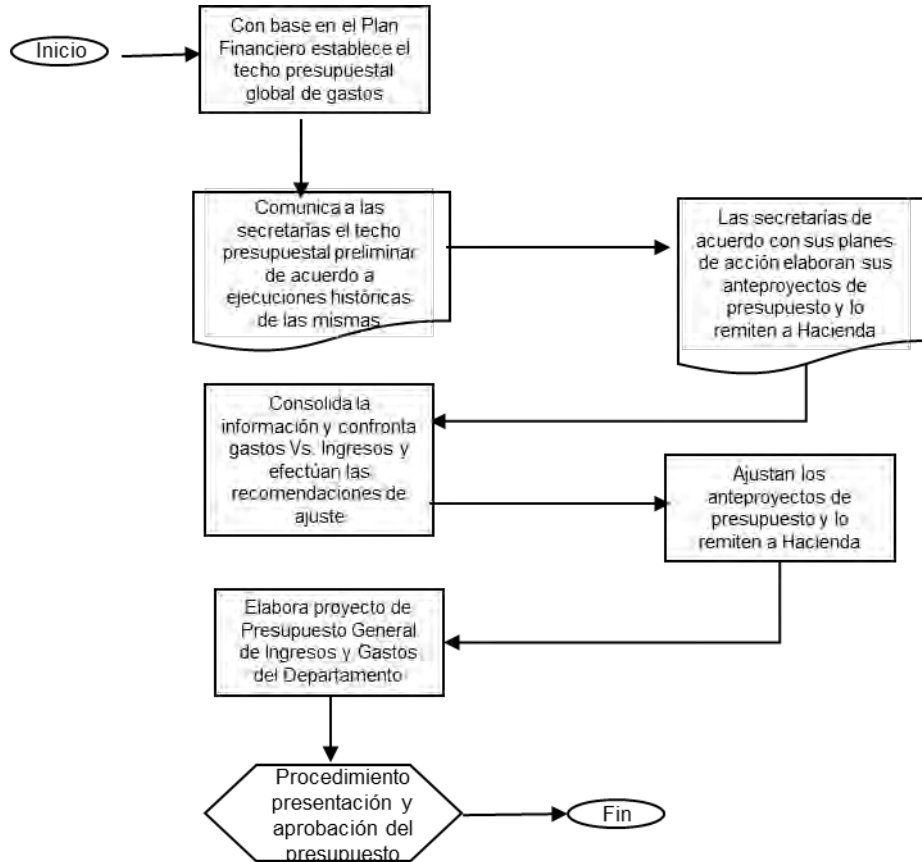 Inicio
Con base en el Plan
Financiero establece el
techo presupuestal
global de gastos
Comunica a las
secretarías el techo
presupuestal preliminar
de acuerdo a
ejecuciones históricas
de las mismas
Las secretarías de
acuerdo con sus planes
de acción elaboran sus
anteproyectos de
presupuesto y lo
remiten a Hacienda
Consolida la
información y confronta
gastos Vs. Ingresos y
efectúan las
recomendaciones de
ajuste
Ajustan los
anteproyectos de
presupuesto y lo
remiten a Hacienda
Elabora proyecto de
Presupuesto General
de Ingresos y Gastos
del Departamento
Procedimiento
presentación y
aprobación del
presupuesto
Fin